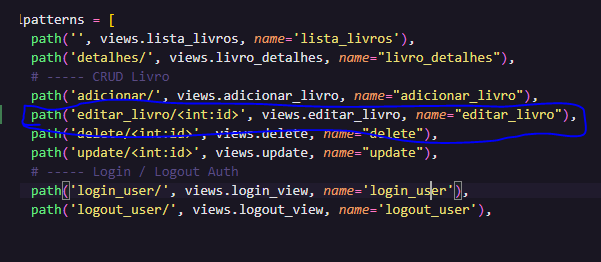 lpatterns = [
path('', views.lista_livros, name='lista_livros'),
path('detalhes/', views.livro_detalhes, name="livro_detalhes"),
# ----- CRUD Livro
path('adicionar/', views.adicionar_livro, name="adicionar_livro"),
path('editar_livro/<int:id>', views.editar_livro, name="editar_livro"),
path('delete/<int:id>', views.delete, name="delete"),
path('update/<int:id>', views.update, name="update"),
# ----- Login / Logout Auth
path('login_user/', views.login_view, name='login_user'),
path('logout_user/', views.logout_view, name='logout_user'),